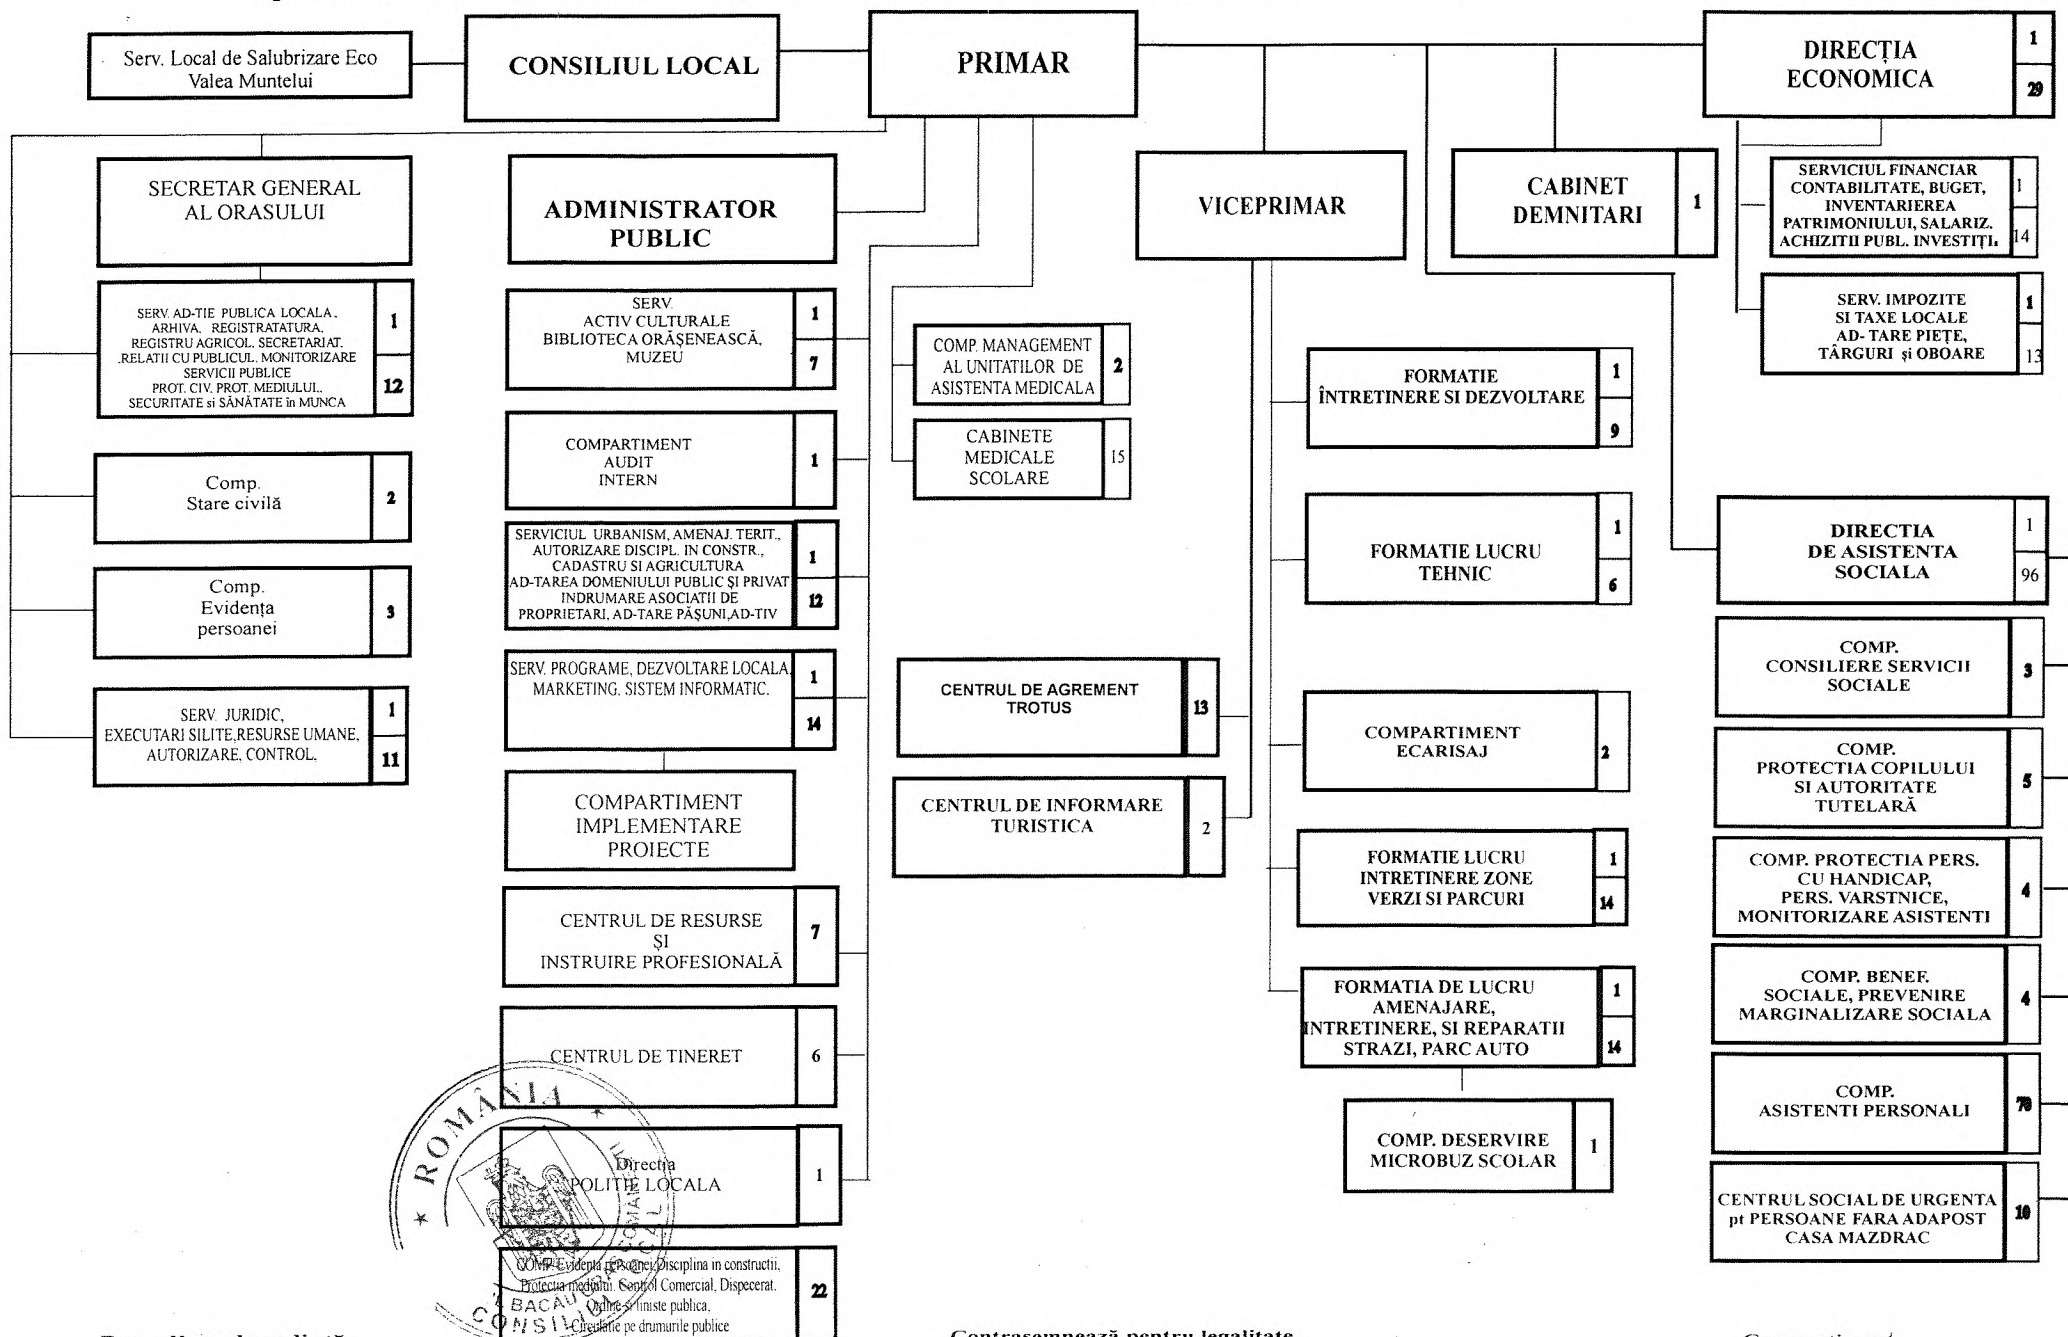 Serv. Local de Salubrizare Eco
Valea Muntelui
CONSILIUL LOCAL
PRIMAR
DIRECȚIA
ECONOMICA
1
29
SECRETAR GENERAL
AL ORASULUI
ADMINISTRATOR
PUBLIC
VICEPRIMAR
CABINET
DEMNITARI
1
SERVICIUL FINANCIAR
CONTABILITATE, BUGET,
INVENTARIEREA
PATRIMONIULUI, SALARIZ.
ACHIZITII PUBL. INVESTIȚII.
1
14
SERV. AD-TIE PUBLICA LOCALA,
ARHIVA, REGISTRATURA,
REGISTRU AGRICOL, SECRETARIAT.
.RELATII CU PUBLICUL. MONITORIZARE
SERVICII PUBLICE
PROT. CIV. PROT. MEDIULUI,
SECURITATE si SĂNĂTATE în MUNCA
1
12
SERV.
ACTIV CULTURALE
BIBLIOTECA ORĂȘENEASCĂ,
MUZEU
1
7
COMP. MANAGEMENT
AL UNITATILOR DE
ASISTENTA MEDICALA
2
SERV. IMPOZITE
SI TAXE LOCALE
AD- TARE PIEȚE,
TÂRGURI și OBOARE
1
13
FORMATIE
ÎNTRETINERE SI DEZVOLTARE
1
9
COMPARTIMENT
AUDIT
INTERN
1
CABINETE
MEDICALE
SCOLARE
15
Comp.
Stare civilă
2
SERVICIUL URBANISM, AMENAJ. TERIT.,
AUTORIZARE DISCIPL. IN CONSTR.,
CADASTRU SI AGRICULTURA
AD-TAREA DOMENIULUI PUBLIC ȘI PRIVAT
INDRUMARE ASOCIATII DE
PROPRIETARI, AD-TARE PĂȘUNI,AD-TIV
1
12
FORMATIE LUCRU
TEHNIC
1
6
DIRECTIA
DE ASISTENTA
SOCIALA
1
96
Comp.
Evidența
persoanei
3
COMP.
CONSILIERE SERVICII
SOCIALE
3
SERV. PROGRAME, DEZVOLTARE LOCALA,
MARKETING. SISTEM INFORMATIC.
1
14
CENTRUL DE AGREMENT
TROTUS
13
SERV. JURIDIC,
EXECUTARI SILITE,RESURSE UMANE,
AUTORIZARE, CONTROL,
1
11
COMPARTIMENT
ECARISAJ
2
COMP.
PROTECTIA COPILULUI
SI AUTORITATE
TUTELARĂ
5
COMPARTIMENT
IMPLEMENTARE
PROIECTE
CENTRUL DE INFORMARE
TURISTICA
2
FORMATIE LUCRU
INTRETINERE ZONE
VERZI SI PARCURI
1
14
COMP. PROTECTIA PERS.
CU HANDICAP,
PERS. VARSTNICE,
MONITORIZARE ASISTENTI
4
CENTRUL DE RESURSE
ȘI
INSTRUIRE PROFESIONALĂ
7
FORMATIA DE LUCRU
AMENAJARE,
INTRETINERE, SI REPARATII
STRAZI, PARC AUTO
1
14
COMP. BENEF.
SOCIALE, PREVENIRE
MARGINALIZARE SOCIALA
4
CENTRUL DE TINERET
6
COMP.
ASISTENTI PERSONALI
70
COMP. DESERVIRE
MICROBUZ SCOLAR
1
Direcția
POLITIE LOCALA
1
CENTRUL SOCIAL DE URGENTA
pt PERSOANE FARA ADAPOST
CASA MAZDRAC
10
COMP. Evidenta persoanei, Disciplina in constructii,
Protectia mediului. Control Comercial, Dispecerat.
Ordine si liniste publica,
Circulatie pe drumurile publice
22
ROMÂNIA
BACĂU
CONSILIUL LOCAL
Contrasemnează pentru legalitate